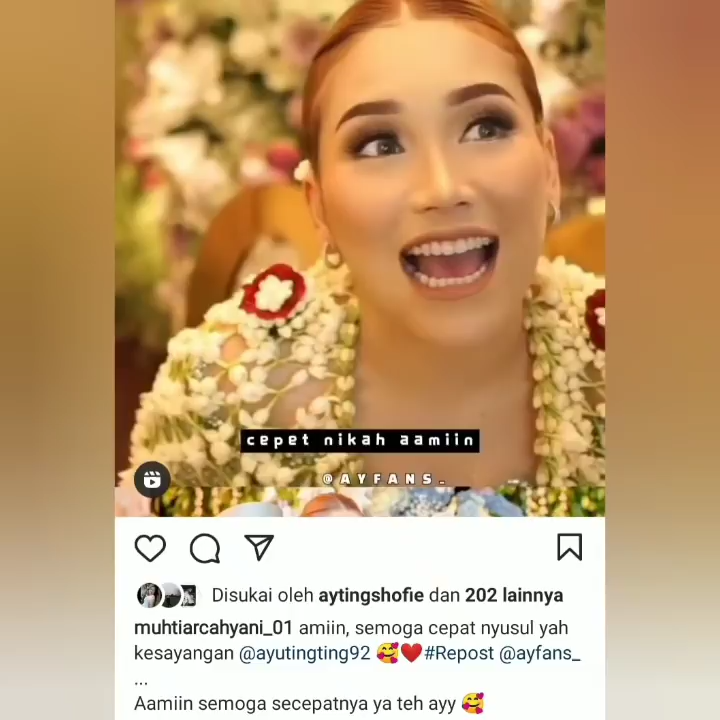 cepet nikah aamiin
@AYFANS_
Disukai oleh aytingshofie dan 202 lainnya
muhtiarcahyani_01 amiin, semoga cepat nyusul yah
kesayangan @ayutingting92 🥰❤️#Repost @ayfans_
...
Aamiin semoga secepatnya ya teh ayy 🥰